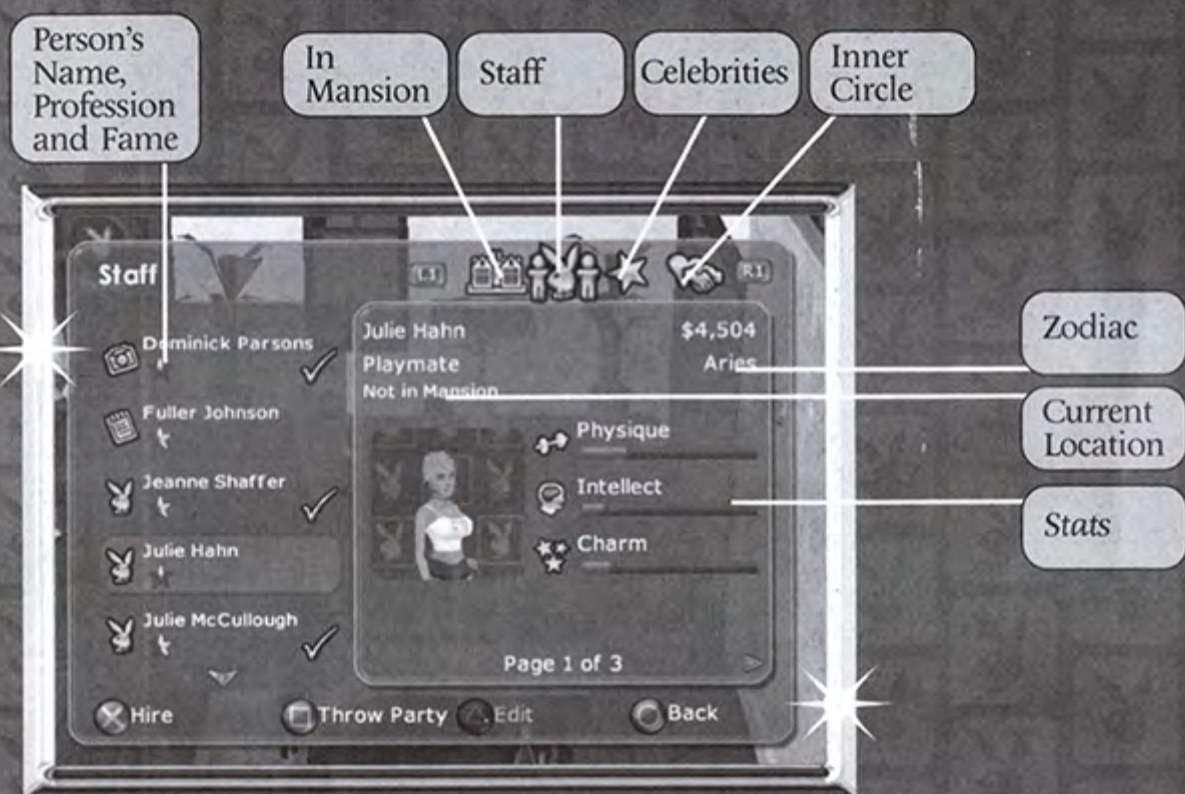 Person's
Name,
Profession
and Fame
In
Mansion
Staff
Celebrities
Inner
Circle
Staff
L1
R1
Dominick Parsons
Fuller Johnson
Jeanne Shaffer
Julie Hahn
Julie McCullough
Julie Hahn
$4,504
Playmate
Aries
Not in Mansion
Physique
Intellect
Charm
Page 1 of 3
Hire
Throw Party
Edit
Back
Zodiac
Current
Location
Stats